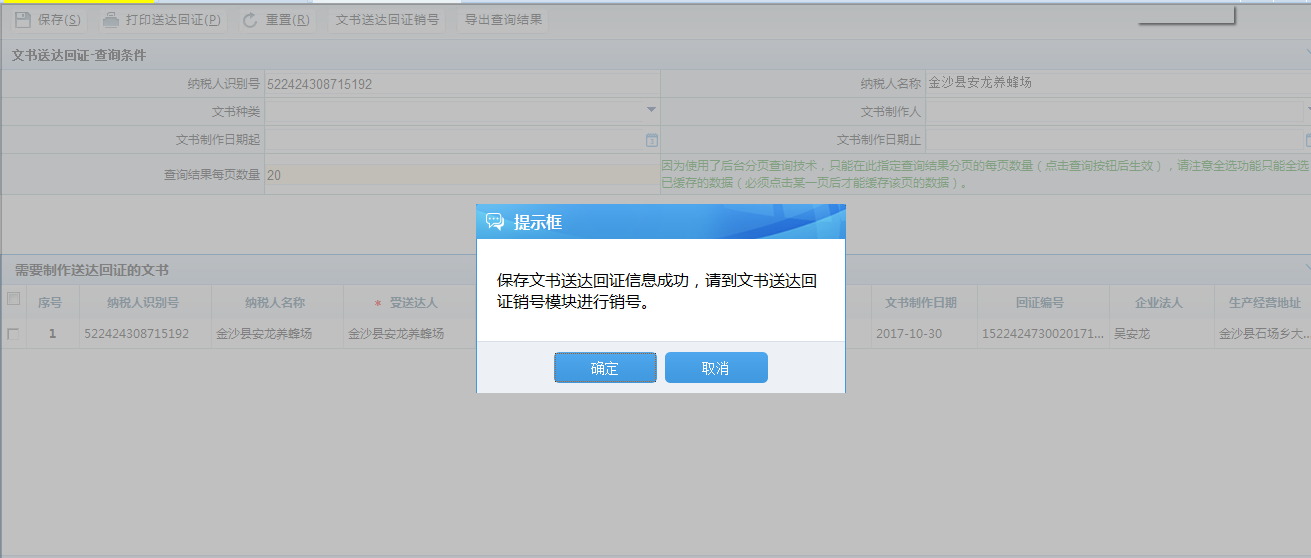 保存(S) 打印送达回证(P) 重置(R) 文书送达回证销号 导出查询结果
文书送达回证-查询条件
纳税人识别号 522424308715192 纳税人名称 金沙县安龙养蜂场
文书种类 文书制作人
文书制作日期起 文书制作日期止
查询结果每页数量 20 因为使用了后台分页查询技术，只能在此指定查询结果分页的每页数量（点击查询按钮后生效），请注意全选功能只能全选
已缓存的数据（必须点击某一页后才能缓存该页的数据）。
提示框
保存文书送达回证信息成功，请到文书送达回
证销号模块进行销号。
确定 取消
需要制作送达回证的文书
序号 纳税人识别号 纳税人名称 * 受送达人 文书制作日期 回证编号 企业法人 生产经营地址
1 522424308715192 金沙县安龙养蜂场 金沙县安龙养蜂场 2017-10-30 1522424730020171... 吴安龙 金沙县石场乡大...